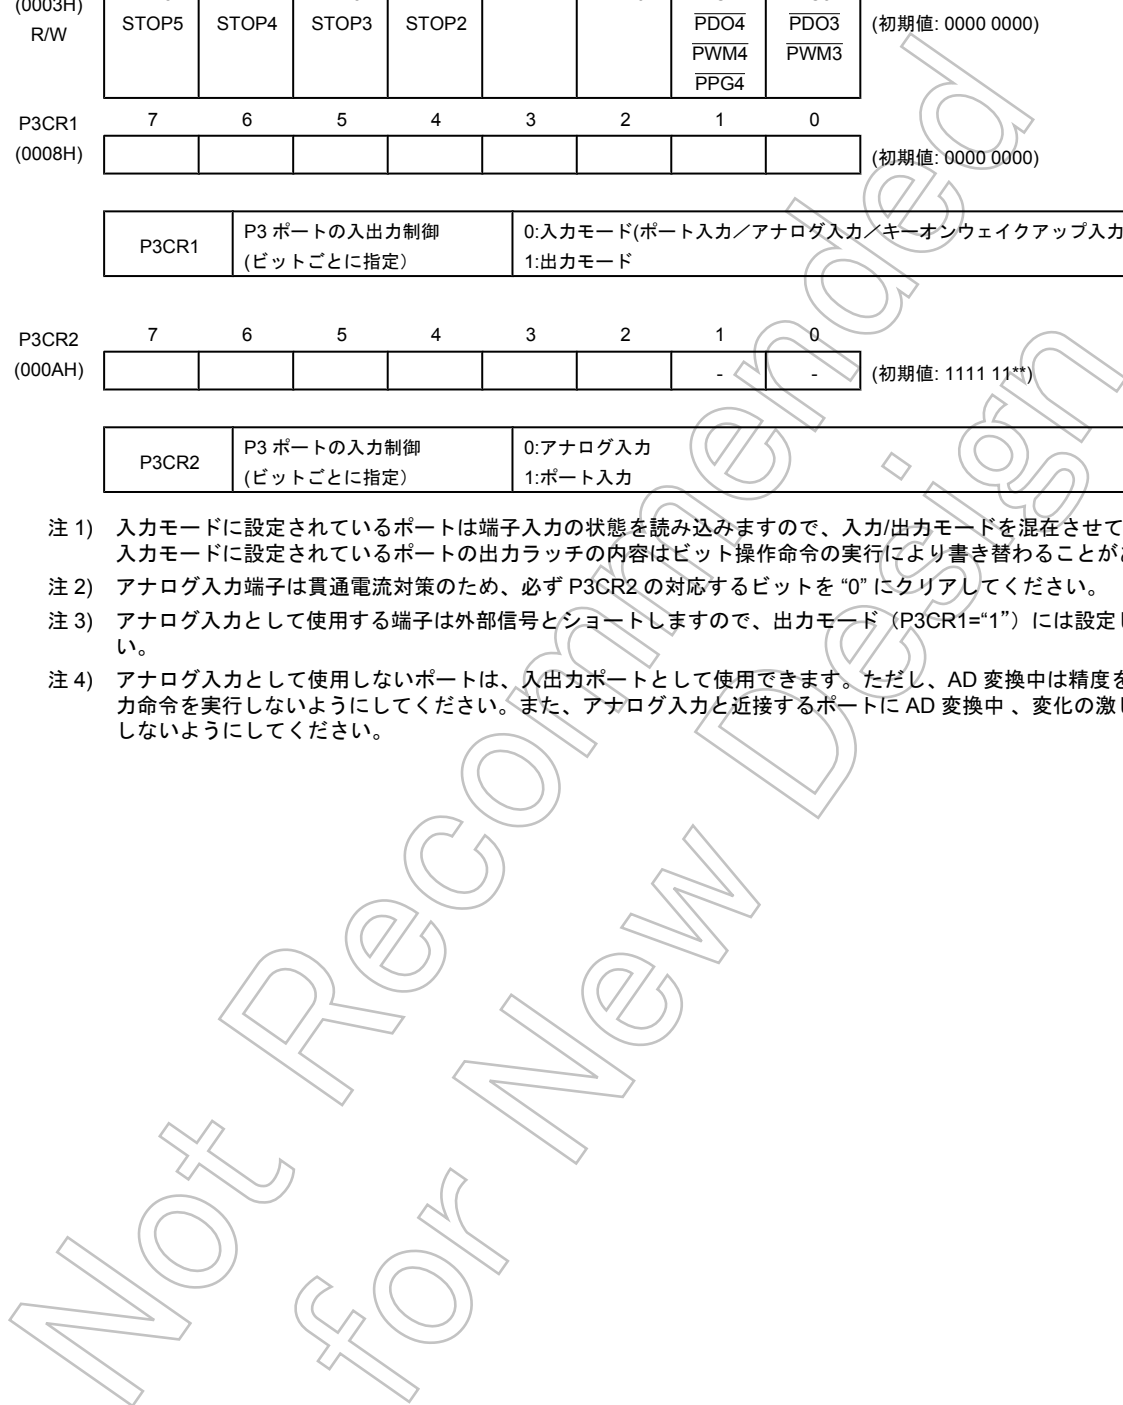 (0003H)
R/W
STOP5 STOP4 STOP3 STOP2 PDO4 PDO3 (初期値: 0000 0000)
PWM4 PWM3
PPG4
P3CR1 7 6 5 4 3 2 1 0
(0008H) (初期値: 0000 0000)
P3CR1 P3 ポートの入出力制御 0:入力モード(ポート入力／アナログ入力／キーオンウェイクアップ入力
(ビットごとに指定） 1:出力モード
P3CR2 7 6 5 4 3 2 1 0
(000AH) - - (初期値: 1111 11**)
P3CR2 P3 ポートの入力制御 0:アナログ入力
(ビットごとに指定） 1:ポート入力
注 1) 入力モードに設定されているポートは端子入力の状態を読み込みますので、入力/出力モードを混在させて
入力モードに設定されているポートの出力ラッチの内容はビット操作命令の実行により書き替わることが
注 2) アナログ入力端子は貫通電流対策のため、必ず P3CR2 の対応するビットを “0” にクリアしてください。
注 3) アナログ入力として使用する端子は外部信号とショートしますので、出力モード（P3CR1=“1”）には設定し
い。
注 4) アナログ入力として使用しないポートは、入出力ポートとして使用できます。ただし、AD 変換中は精度を
力命令を実行しないようにしてください。また、アナログ入力と近接するポートに AD 変換中 、変化の激し
しないようにしてください。
Not Recommended
for New Design